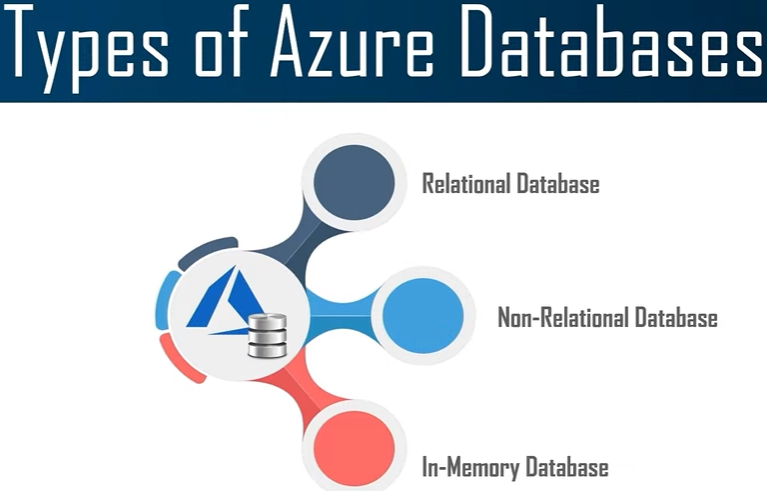 Types of Azure Databases
Relational Database
Non-Relational Database
In-Memory Database